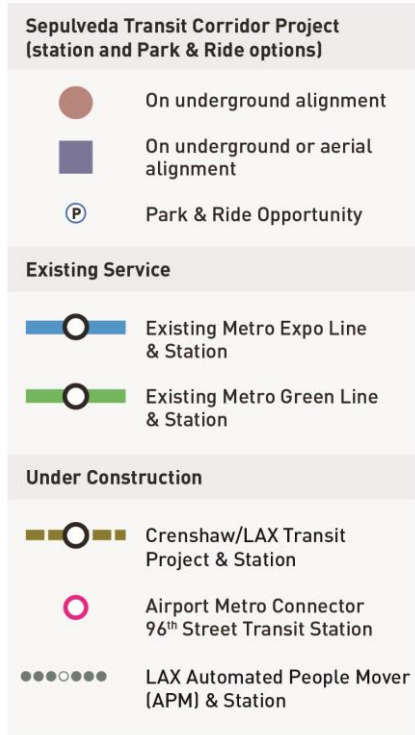 Sepulveda Transit Corridor Project
(station and Park & Ride options)
On underground alignment
On underground or aerial
alignment
P
Park & Ride Opportunity
Existing Service
Existing Metro Expo Line
& Station
Existing Metro Green Line
& Station
Under Construction
Crenshaw/LAX Transit
Project & Station
Airport Metro Connector
96th Street Transit Station
LAX Automated People Mover
(APM) & Station